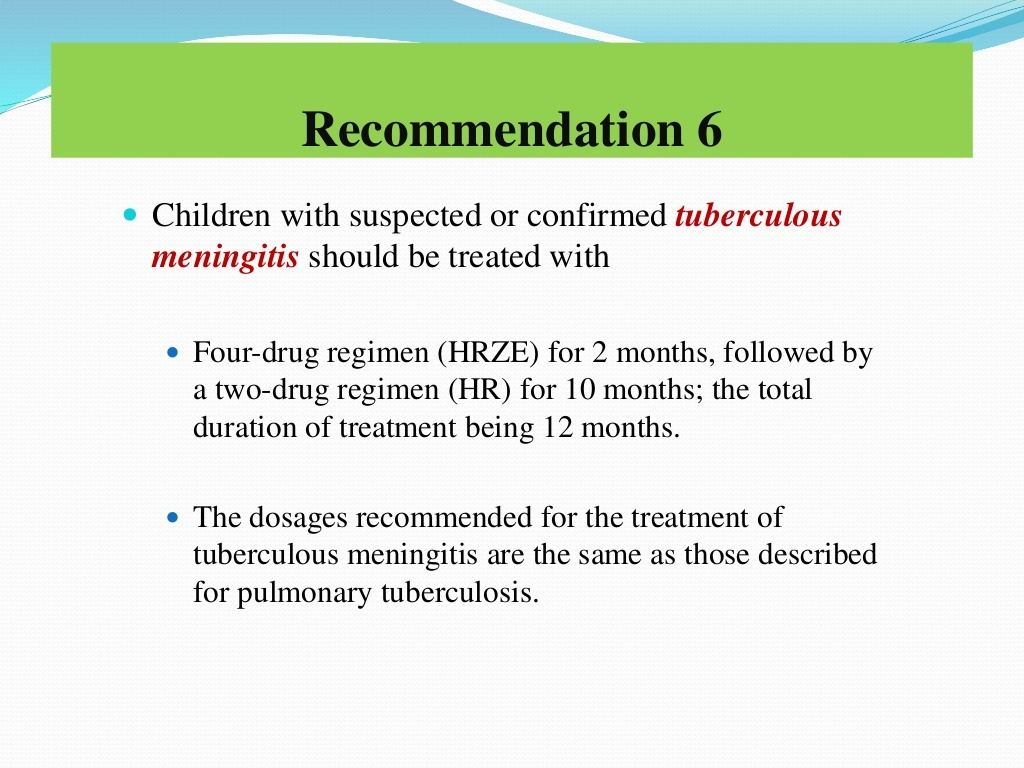 Recommendation 6
Children with suspected or confirmed tuberculous
meningitis should be treated with
Four-drug regimen (HRZE) for 2 months, followed by
a two-drug regimen (HR) for 10 months; the total
duration of treatment being 12 months.
The dosages recommended for the treatment of
tuberculous meningitis are the same as those described
for pulmonary tuberculosis.